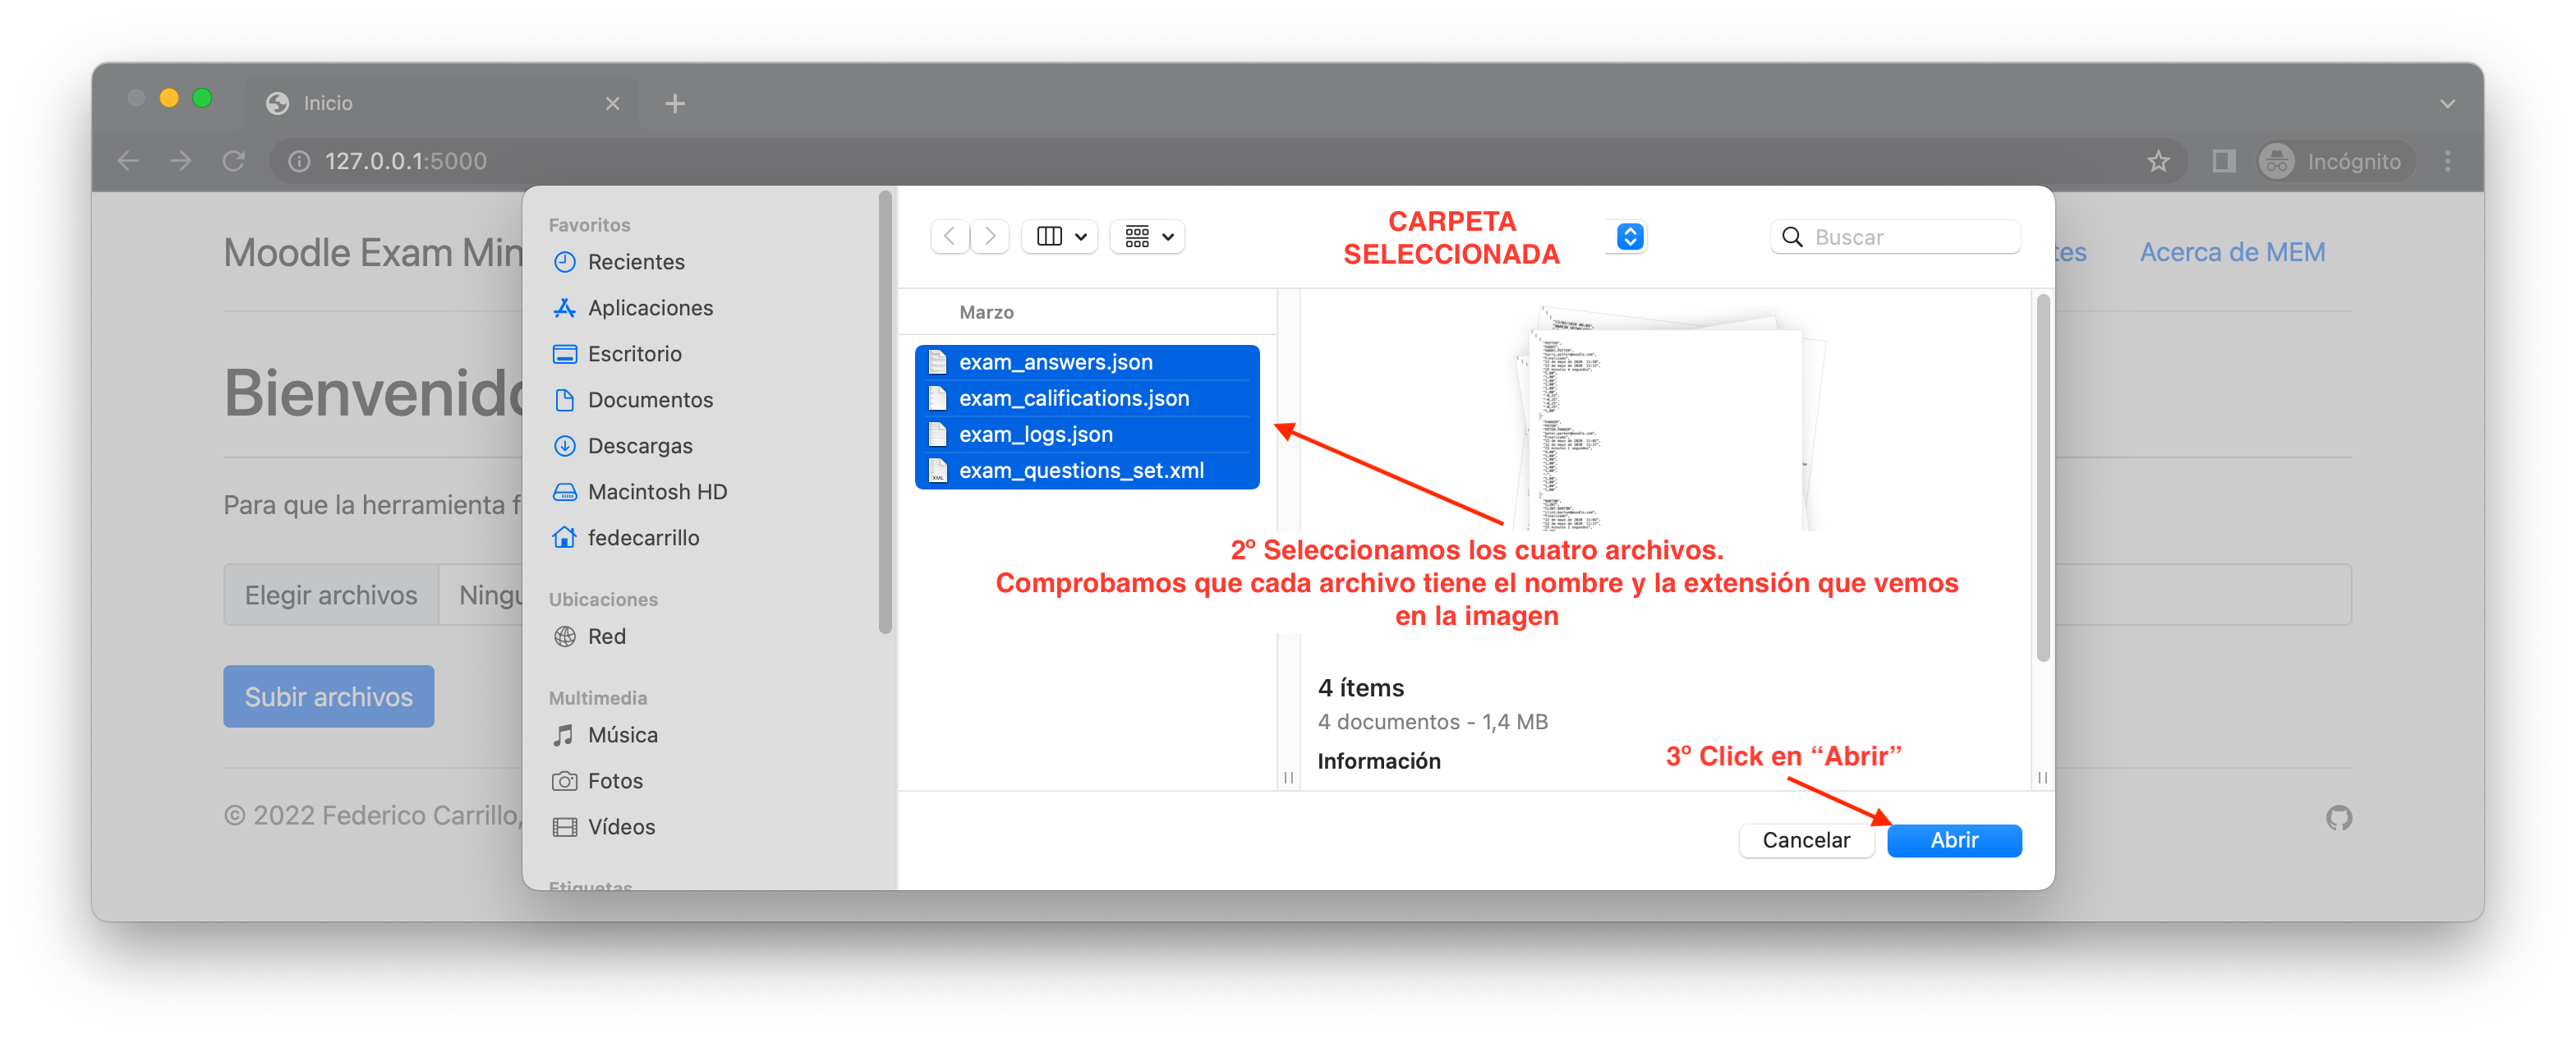 Inicio
127.0.0.1:5000
Incógnito
Moodle Exam Min
tes
Acerca de MEM
Bienvenido
Para que la herramienta f
Elegir archivos
Ningu
Subir archivos
© 2022 Federico Carrillo,
Favoritos
Recientes
Aplicaciones
Escritorio
Documentos
Descargas
Macintosh HD
fedecarrillo
Ubicaciones
Red
Multimedia
Música
Fotos
Vídeos
Etiquetas
CARPETA
SELECCIONADA
Buscar
Marzo
exam_answers.json
exam_califications.json
exam_logs.json
exam_questions_set.xml
2º Seleccionamos los cuatro archivos.
Comprobamos que cada archivo tiene el nombre y la extensión que vemos
en la imagen
4 ítems
4 documentos - 1,4 MB
Información
3º Click en “Abrir”
Cancelar
Abrir